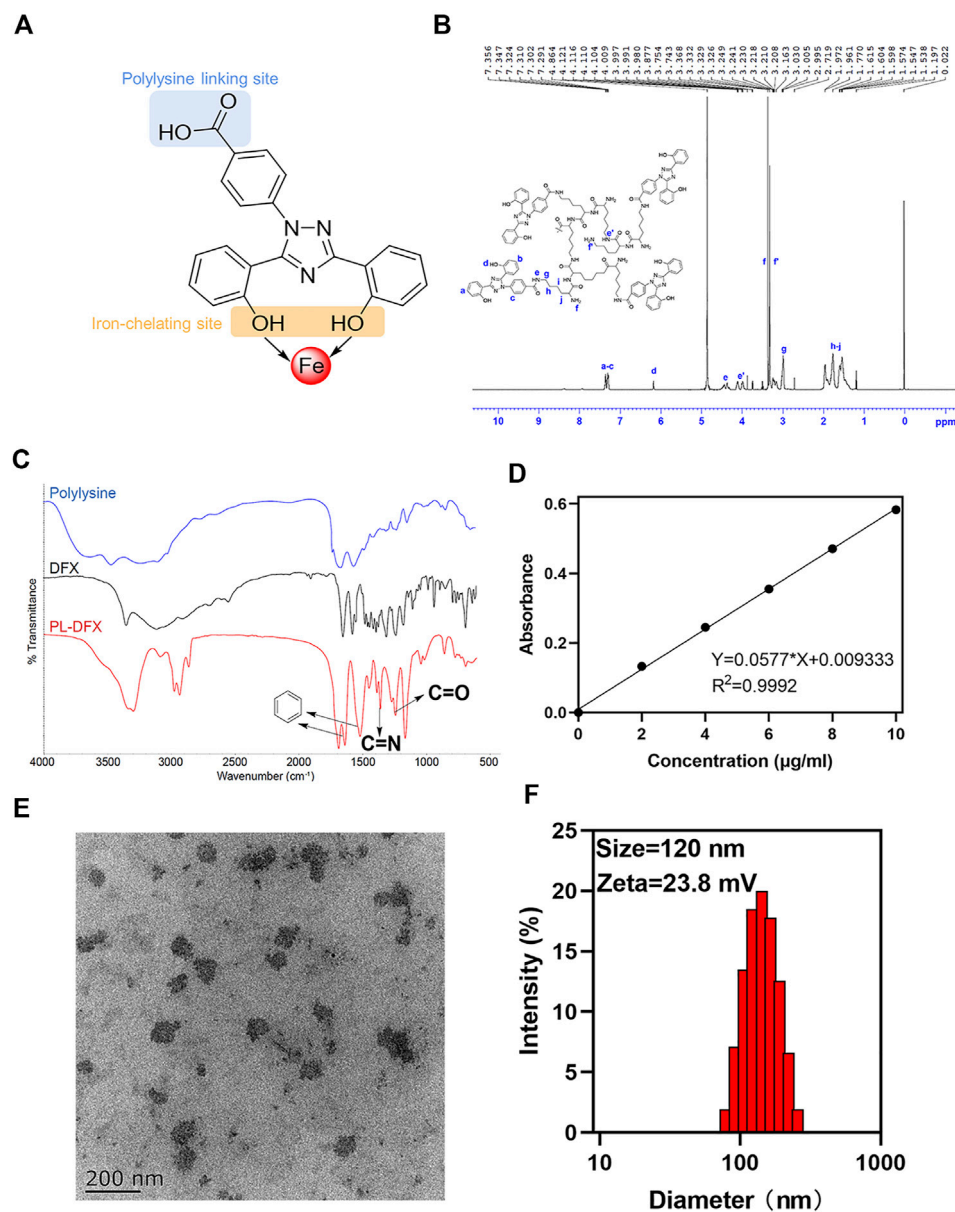 A
Polylysine linking site
O
HO
N
N
N
OH
HO
Iron-chelating site
Fe
B
7.356
7.347
7.324
7.310
7.302
7.291
4.864
4.121
4.116
4.110
4.104
4.009
3.997
3.991
3.980
3.877
3.754
3.743
3.368
3.332
3.329
3.326
3.249
3.241
3.230
3.218
3.210
3.208
3.163
3.030
3.005
2.995
2.719
1.972
1.961
1.770
1.615
1.604
1.598
1.574
1.547
1.538
1.197
0.022
e'
f'
d
b
a
c
e
g
h
i
j
f
a-c
d
e
e'
f
f'
g
h-j
10 9 8 7 6 5 4 3 2 1 0 ppm
C
Polylysine
DFX
PL-DFX
% Transmittance
C=O
C=N
4000 3500 3000 2500 2000 1500 1000 500
Wavenumber (cm⁻¹)
D
Absorbance
0.6
0.4
0.2
0.0
Y=0.0577*X+0.009333
R²=0.9992
0 2 4 6 8 10
Concentration (µg/ml)
E
200 nm
F
Intensity (%)
25
20
15
10
5
0
Size=120 nm
Zeta=23.8 mV
10 100 1000
Diameter（nm）